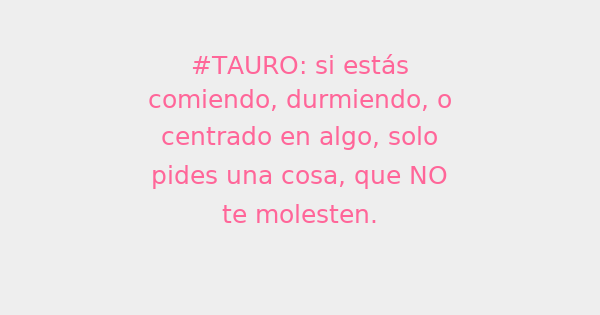 #TAURO: si estás
comiendo, durmiendo, o
centrado en algo, solo
pides una cosa, que NO
te molesten.